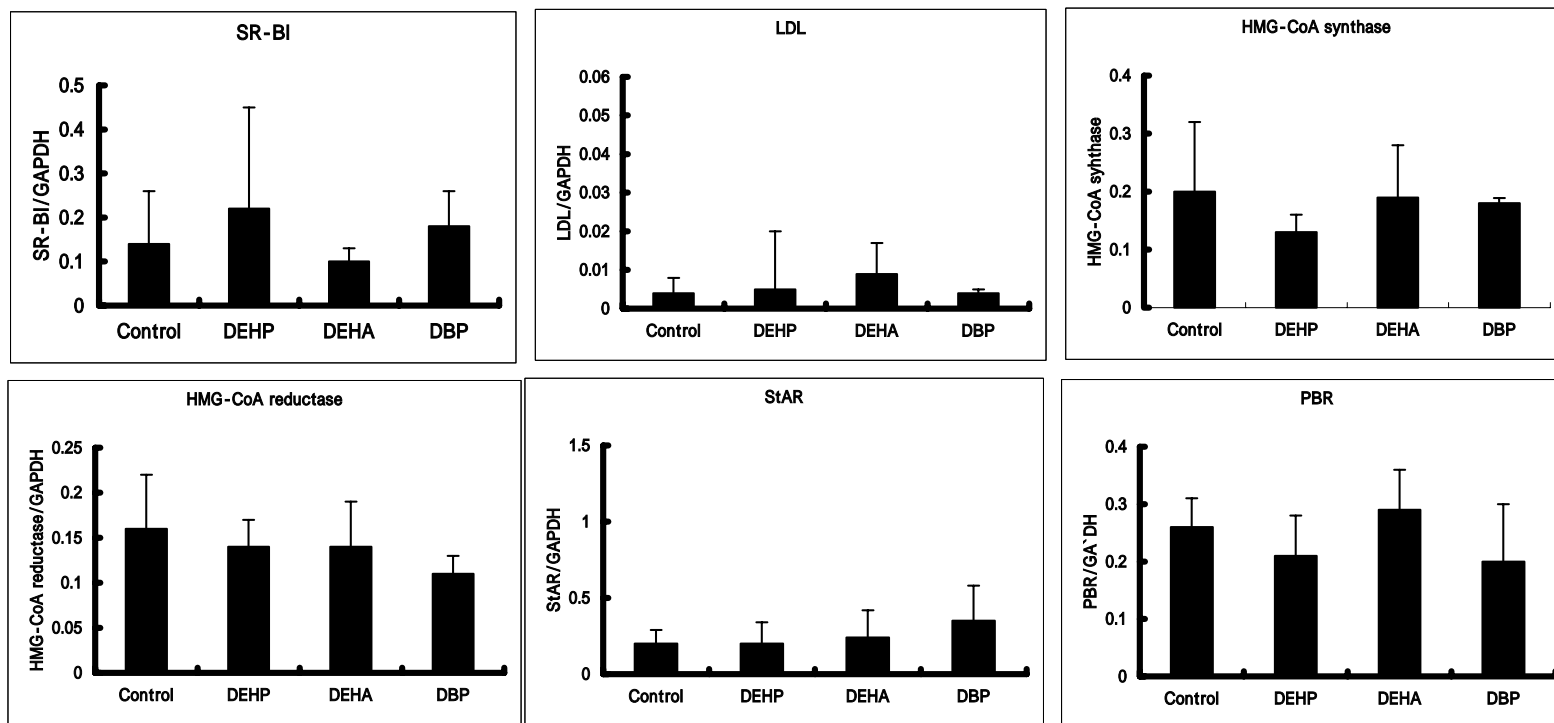 SR-BI
SR-BI/GAPDH
0.5
0.4
0.3
0.2
0.1
0
Control DEHP DEHA DBP
LDL
LDL/GAPDH
0.06
0.05
0.04
0.03
0.02
0.01
0
Control DEHP DEHA DBP
HMG-CoA synthase
HMG-CoA syhthase
0.4
0.3
0.2
0.1
0
Control DEHP DEHA DBP
HMG-CoA reductase
HMG-CoA reductase/GAPDH
0.25
0.2
0.15
0.1
0.05
0
Control DEHP DEHA DBP
StAR
StAR/GAPDH
1.5
1
0.5
0
Control DEHP DEHA DBP
PBR
PBR/GA`DH
0.4
0.3
0.2
0.1
0
Control DEHP DEHA DBP